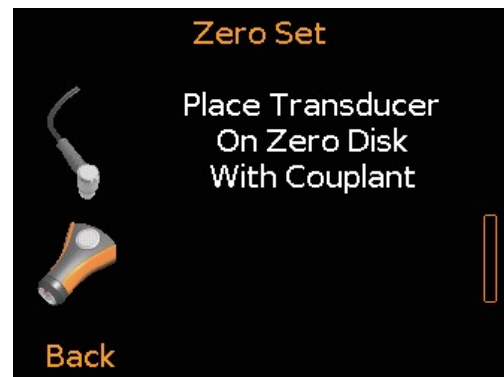 Zero Set
Place Transducer
On Zero Disk
With Couplant
Back